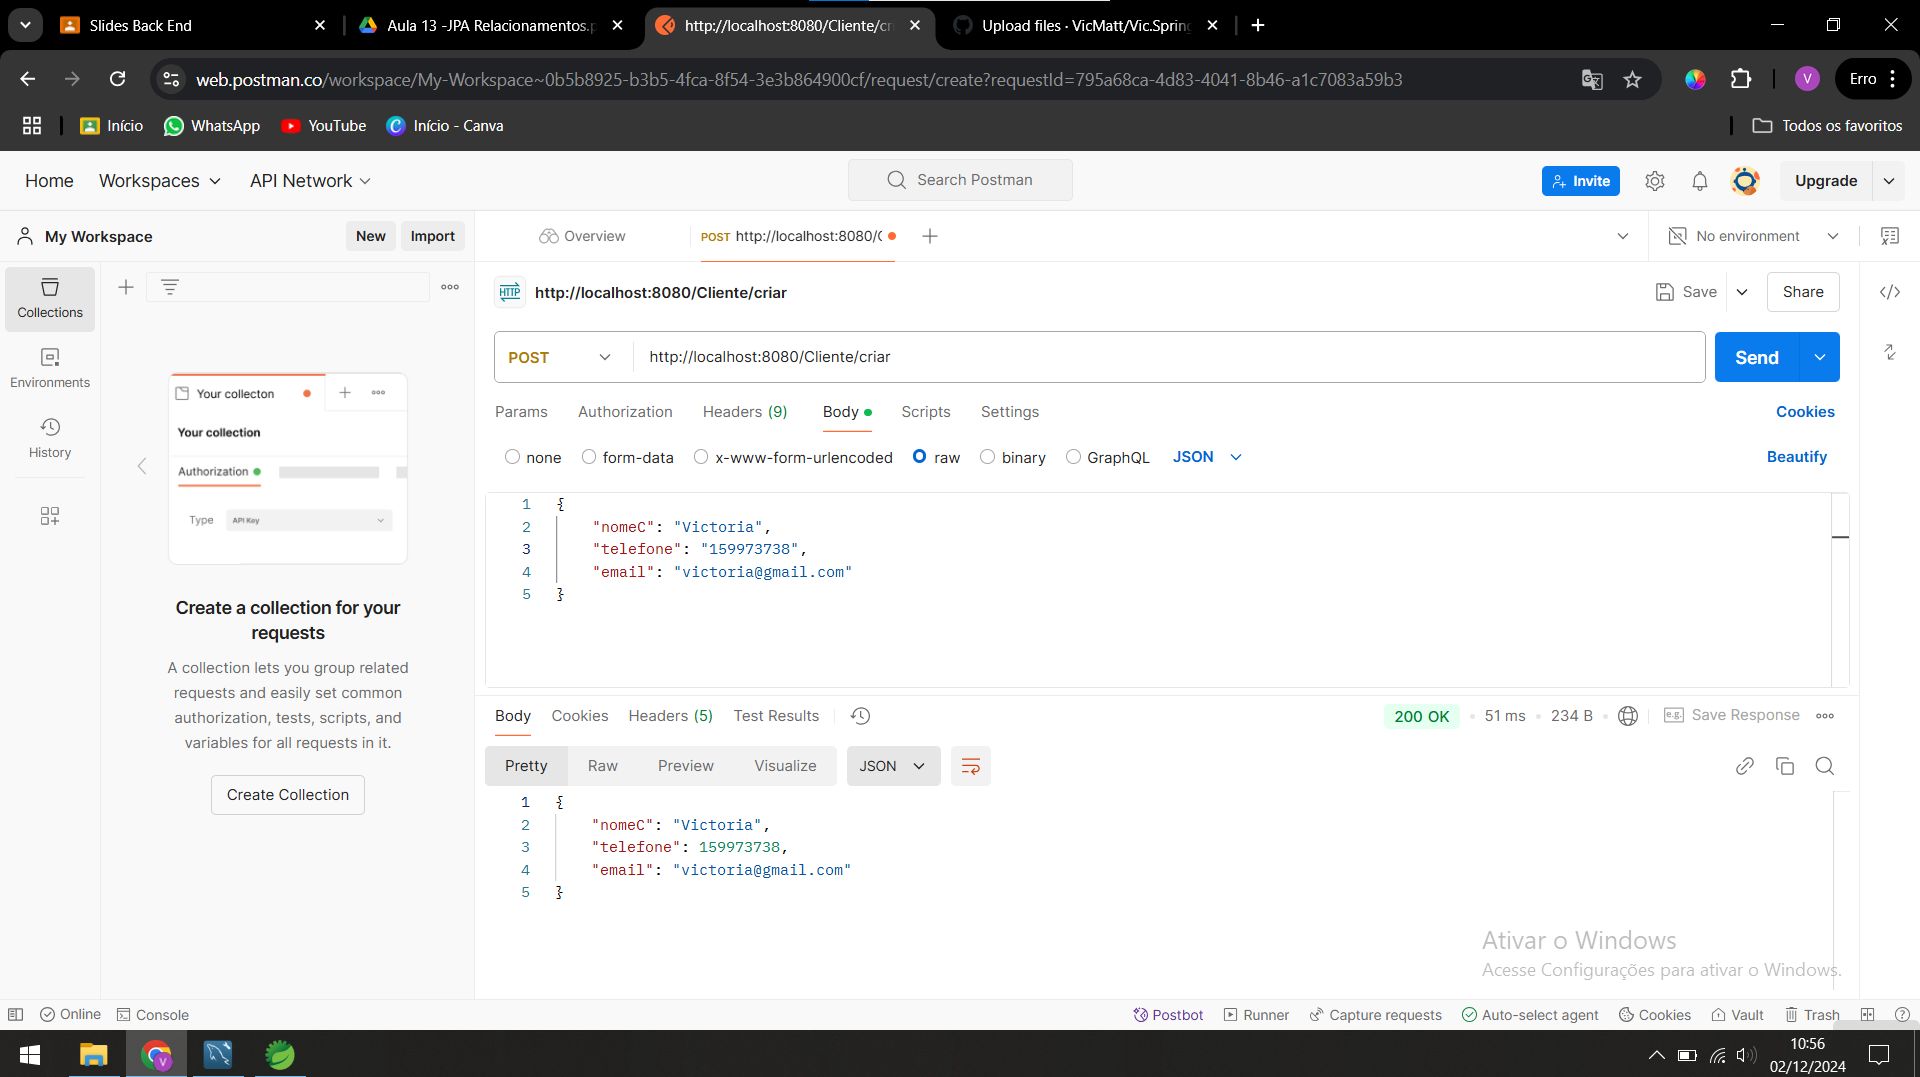 Slides Back End
Aula 13 -JPA Relacionamentos.p
http://localhost:8080/Cliente/cri
Upload files · VicMatt/Vic.Spring
web.postman.co/workspace/My-Workspace~0b5b8925-b3b5-4fca-8f54-3e3b864900cf/request/create?requestId=795a68ca-4d83-4041-8b46-a1c7083a59b3
V
Erro
Início
WhatsApp
YouTube
Início - Canva
Todos os favoritos
Home
Workspaces
API Network
Search Postman
Invite
Upgrade
My Workspace
New
Import
Overview
POST http://localhost:8080/C
No environment
Collections
Environments
History
Your collecton
Your collection
Authorization
Type
API Key
Create a collection for your
requests
A collection lets you group related
requests and easily set common
authorization, tests, scripts, and
variables for all requests in it.
Create Collection
HTTP
http://localhost:8080/Cliente/criar
Save
Share
POST
http://localhost:8080/Cliente/criar
Send
Params
Authorization
Headers (9)
Body
Scripts
Settings
Cookies
none
form-data
x-www-form-urlencoded
raw
binary
GraphQL
JSON
Beautify
1 {
2 "nomeC": "Victoria",
3 "telefone": "159973738",
4 "email": "victoria@gmail.com"
5 }
Body
Cookies
Headers (5)
Test Results
200 OK
51 ms
234 B
e.g. Save Response
Pretty
Raw
Preview
Visualize
JSON
1 {
2 "nomeC": "Victoria",
3 "telefone": 159973738,
4 "email": "victoria@gmail.com"
5 }
Ativar o Windows
Acesse Configurações para ativar o Windows.
Online
Console
Postbot
Runner
Capture requests
Auto-select agent
Cookies
Vault
Trash
V
10:56
02/12/2024